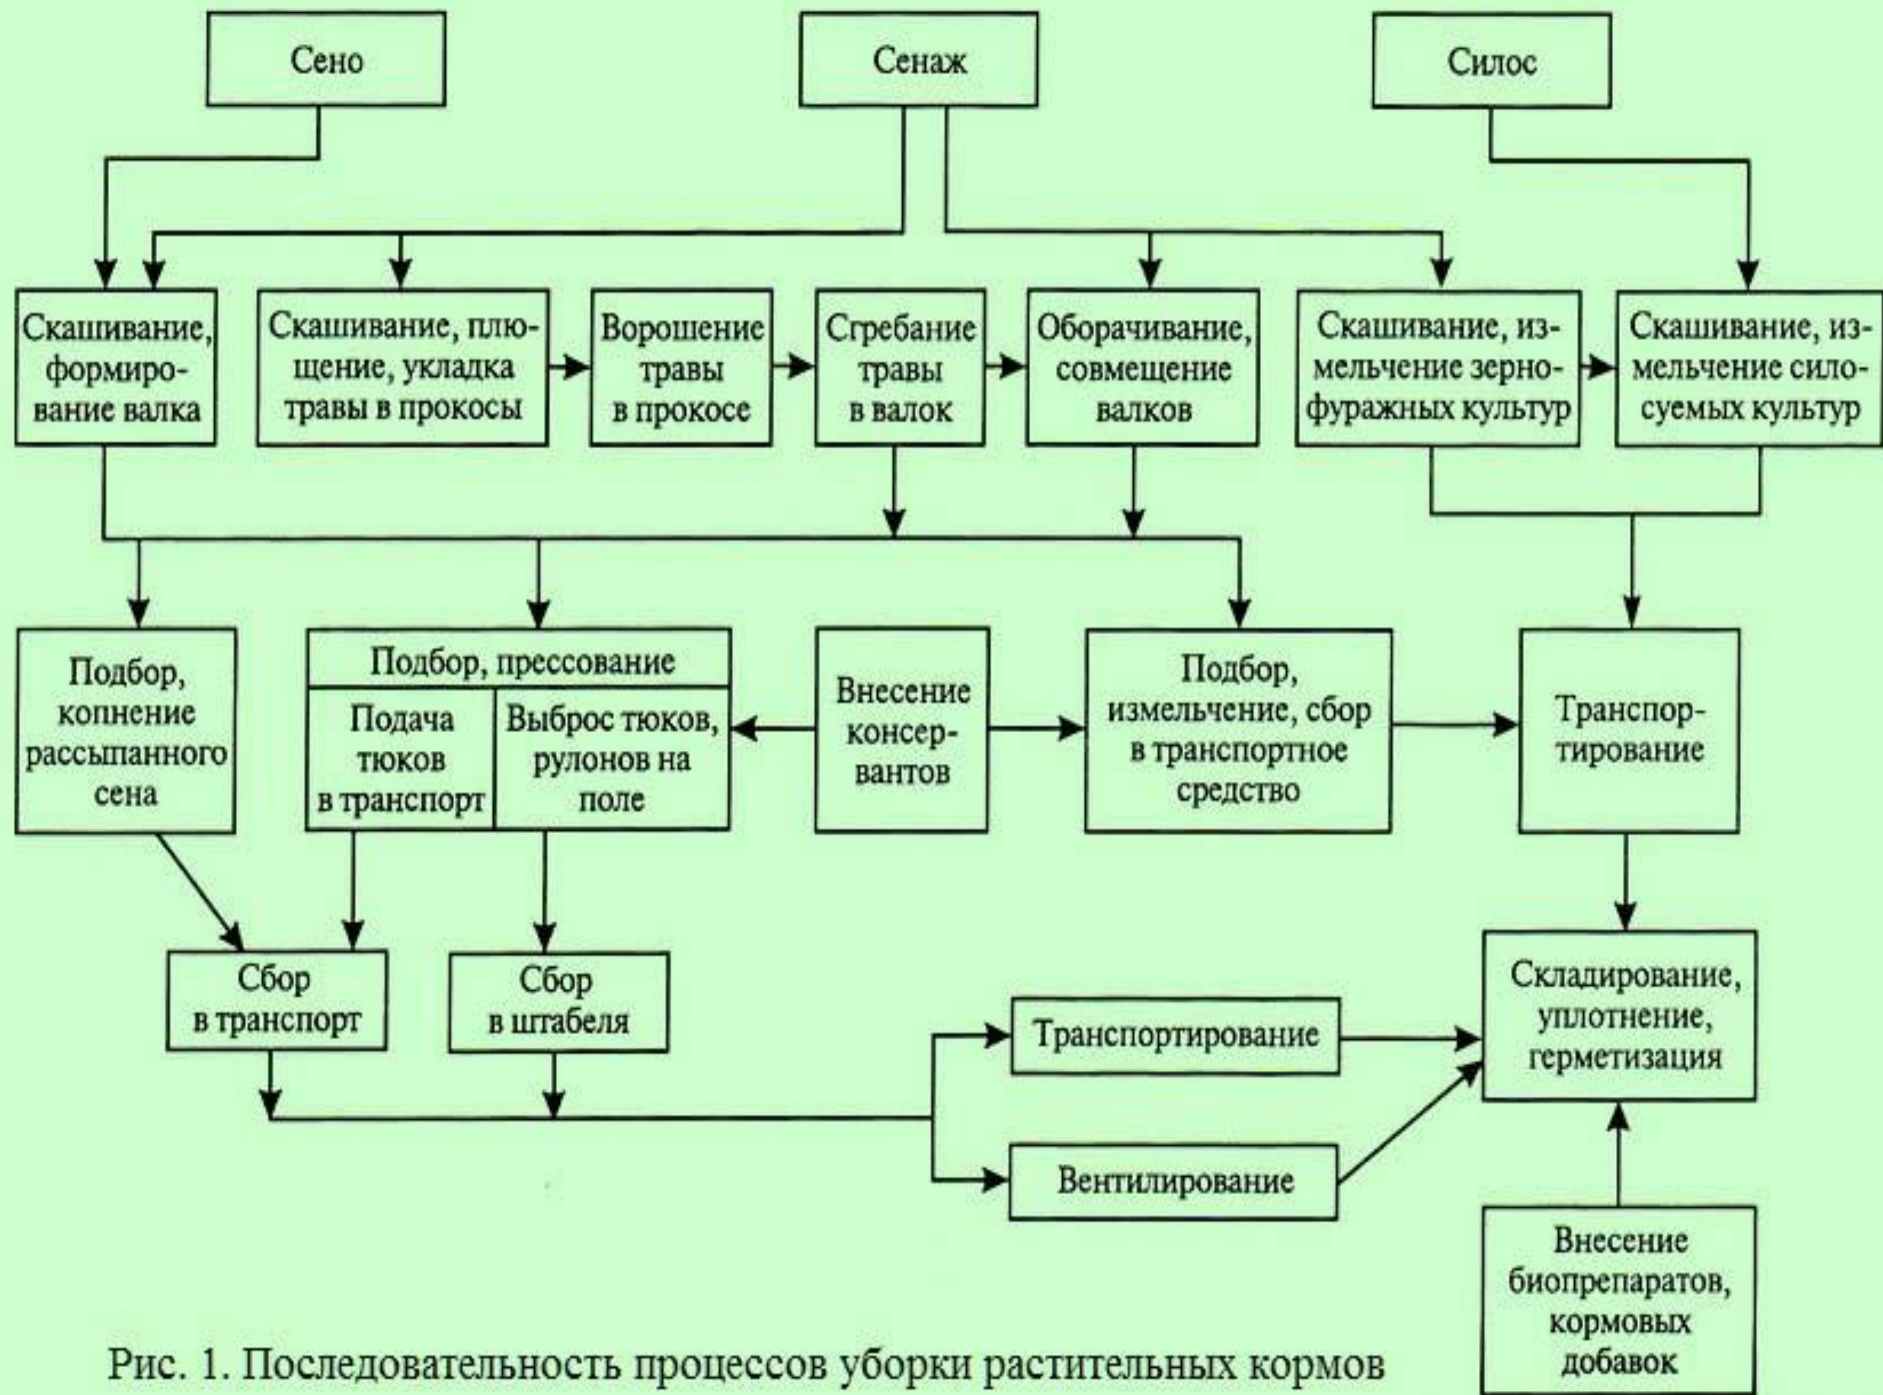 Сено
Сенаж
Силос
Скашивание,
формиро-
вание валка
Скашивание, плю-
щение, укладка
травы в прокосы
Ворошение
травы
в прокосе
Сгребание
травы
в валок
Оборачивание,
совмещение
валков
Скашивание, из-
мельчение зерно-
фуражных культур
Скашивание, из-
мельчение сило-
суемых культур
Подбор,
копнение
рассыпанного
сена
Подбор, прессование
Подача
тюков
в транспорт
Выброс тюков,
рулонов на
поле
Внесение
консер-
вантов
Подбор,
измельчение, сбор
в транспортное
средство
Транспор-
тирование
Сбор
в транспорт
Сбор
в штабеля
Транспортирование
Вентилирование
Складирование,
уплотнение,
герметизация
Внесение
биопрепаратов,
кормовых
добавок
Рис. 1. Последовательность процессов уборки растительных кормов